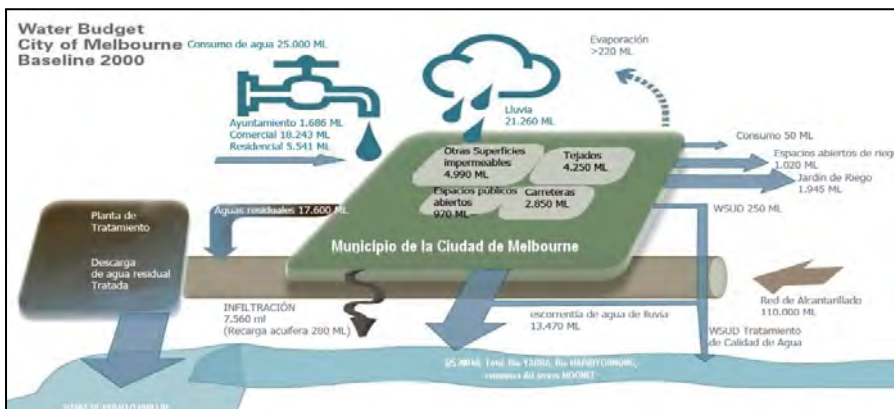 Water Budget
City of Melbourne
Baseline 2000
Consumo de agua 25.000 ML
Ayuntamiento 1.686 ML
Comercial 18.243 ML
Residencial 5.541 ML
Lluvia
21.260 ML
Evaporación
>220 ML
Otras Superficies
impermeables
4.990 ML
Tejados
4.250 ML
Espacios públicos
abiertos
970 ML
Carreteras
2.850 ML
Municipio de la Ciudad de Melbourne
Consumo 50 ML
Espacios abiertos de riego
1.020 ML
Jardin de Riego
1.945 ML
WSUD 250 ML
Aguas residuales 17.600 ML
Planta de
Tratamiento
Descarga
de agua residual
Tratada
INFILTRACIÓN
7.560 ml
(Recarga acuifera 280 ML)
escorrentía de agua de lluvia
13.470 ML
Red de Alcantarillado
110.000 ML
WSUD Tratamiento
de Calidad de Agua
Total Rio YARRA, Rio